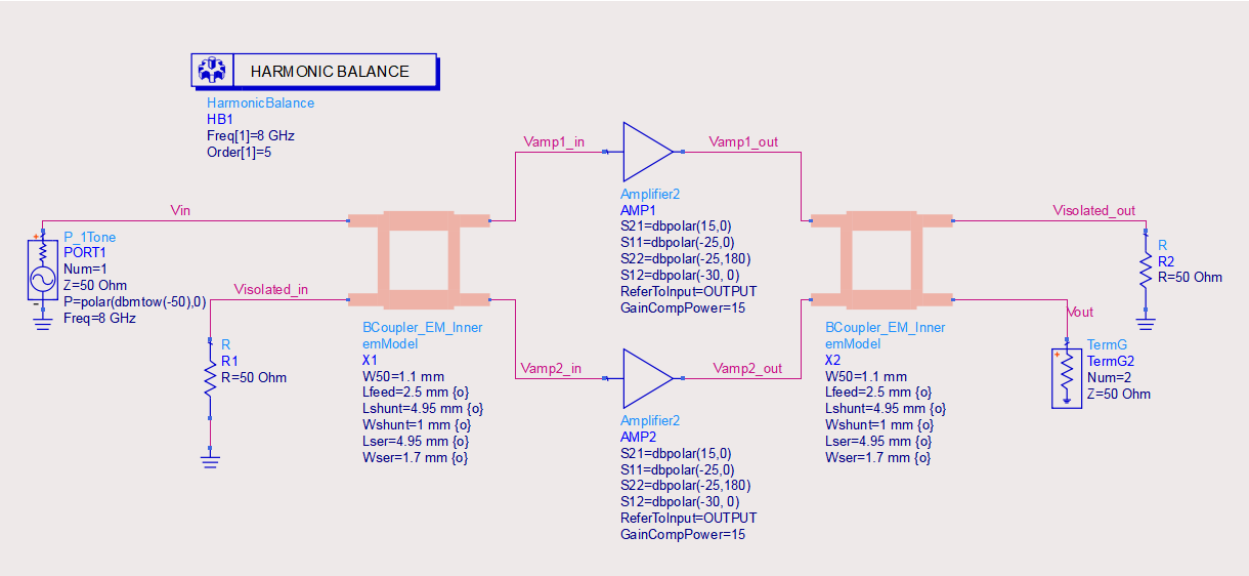 HARMONIC BALANCE
HarmonicBalance
HB1
Freq[1]=8 GHz
Order[1]=5
Vin
P_1Tone
PORT1
Num=1
Z=50 Ohm
P=polar(dbmtow(-50),0)
Freq=8 GHz
Visolated_in
R
R1
R=50 Ohm
BCoupler_EM_Inner
emModel
X1
W50=1.1 mm
Lfeed=2.5 mm {o}
Lshunt=4.95 mm {o}
Wshunt=1 mm {o}
Lser=4.95 mm {o}
Wser=1.7 mm {o}
Vamp1_in
Vamp1_out
Amplifier2
AMP1
S21=dbpolar(15,0)
S11=dbpolar(-25,0)
S22=dbpolar(-25,180)
S12=dbpolar(-30, 0)
ReferToInput=OUTPUT
GainCompPower=15
Vamp2_in
Vamp2_out
Amplifier2
AMP2
S21=dbpolar(15,0)
S11=dbpolar(-25,0)
S22=dbpolar(-25,180)
S12=dbpolar(-30, 0)
ReferToInput=OUTPUT
GainCompPower=15
BCoupler_EM_Inner
emModel
X2
W50=1.1 mm
Lfeed=2.5 mm {o}
Lshunt=4.95 mm {o}
Wshunt=1 mm {o}
Lser=4.95 mm {o}
Wser=1.7 mm {o}
Visolated_out
R
R2
R=50 Ohm
Vout
TermG
TermG2
Num=2
Z=50 Ohm